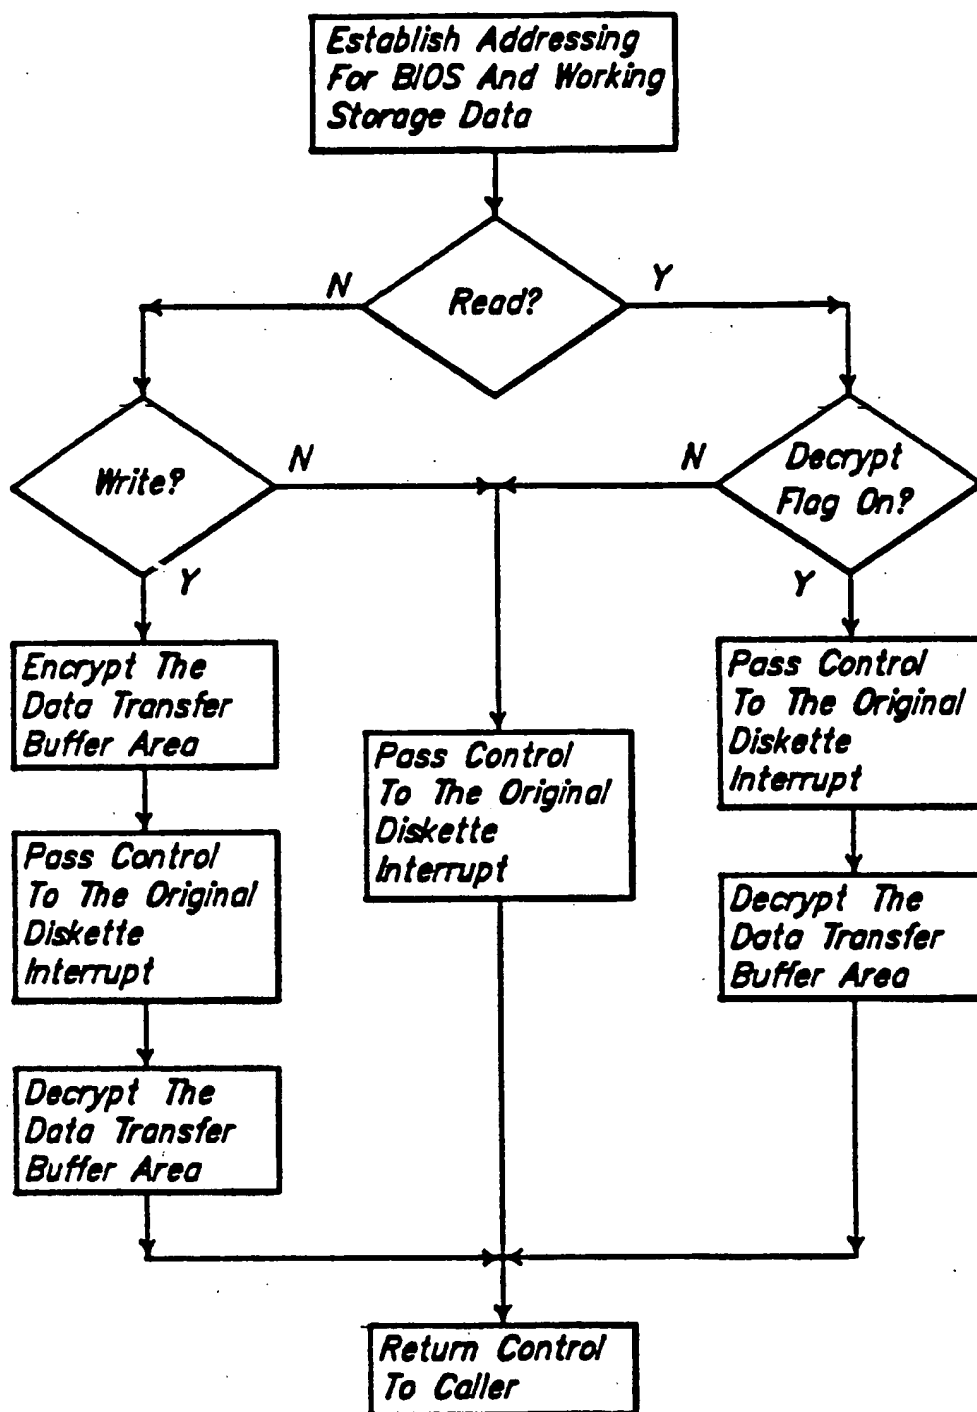 Establish Addressing
For BIOS And Working
Storage Data
N
Y
Read?
Write?
N
N
Decrypt
Flag On?
Y
Y
Encrypt The
Data Transfer
Buffer Area
Pass Control
To The Original
Diskette
Interrupt
Pass Control
To The Original
Diskette
Interrupt
Pass Control
To The Original
Diskette
Interrupt
Decrypt The
Data Transfer
Buffer Area
Decrypt The
Data Transfer
Buffer Area
Return Control
To Caller